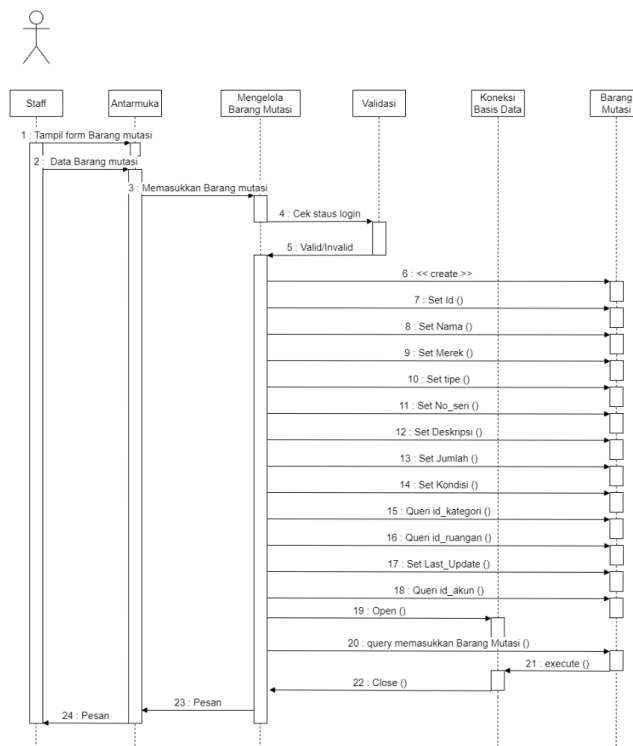 Staff
Antarmuka
Mengelola
Barang Mutasi
Validasi
Koneksi
Basis Data
Barang
Mutasi
1 : Tampil form Barang mutasi
2 : Data Barang mutasi
3 : Memasukkan Barang mutasi
4 : Cek staus login
5 : Valid/Invalid
6 : << create >>
7 : Set Id ()
8 : Set Nama ()
9 : Set Merek ()
10 : Set tipe ()
11 : Set No_seri ()
12 : Set Deskripsi ()
13 : Set Jumlah ()
14 : Set Kondisi ()
15 : Queri id_kategori ()
16 : Queri id_ruangan ()
17 : Set Last_Update ()
18 : Queri id_akun ()
19 : Open ()
20 : query memasukkan Barang Mutasi ()
21 : execute ()
22 : Close ()
23 : Pesan
24 : Pesan